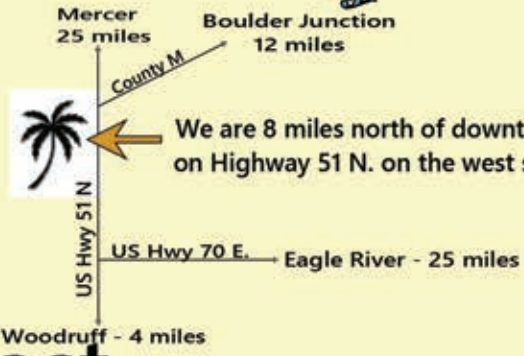 Mercer
25 miles
Boulder Junction
12 miles
County M
We are 8 miles north of
on Highway 51 N. on the west
US Hwy 51 N
US Hwy 70 E.
Eagle River - 25 miles
Woodruff - 4 miles